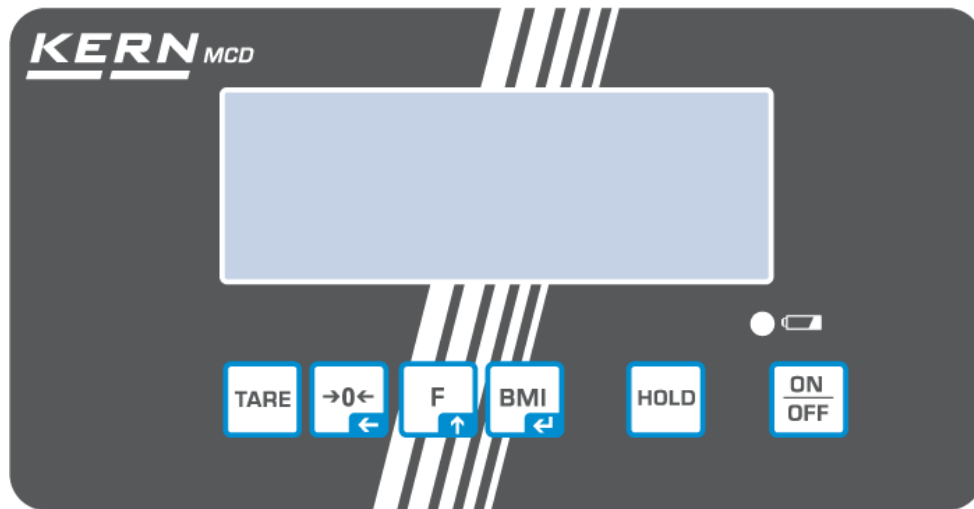 KERN MCD
TARE →0← F BMI HOLD ON
OFF